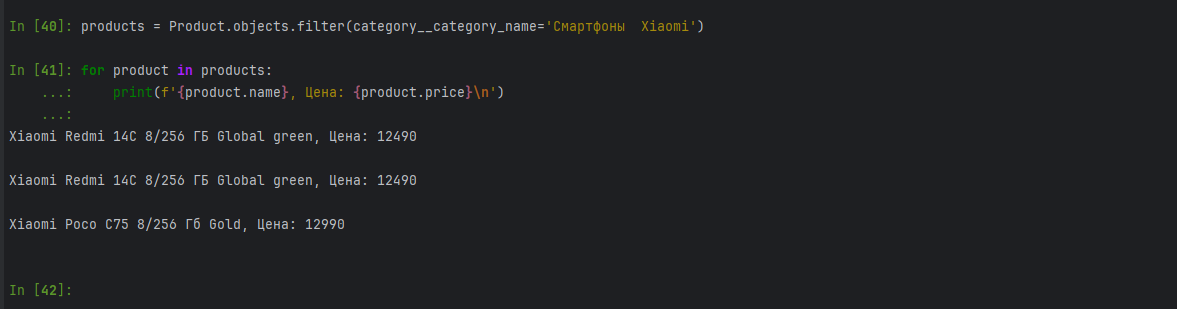 In [40]: products = Product.objects.filter(category__category_name='Смартфоны  Xiaomi')
In [41]: for product in products:
    ...:     print(f'{product.name}, Цена: {product.price}\n')
    ...:
Xiaomi Redmi 14C 8/256 ГБ Global green, Цена: 12490
Xiaomi Redmi 14C 8/256 ГБ Global green, Цена: 12490
Xiaomi Poco C75 8/256 Гб Gold, Цена: 12990
In [42]: